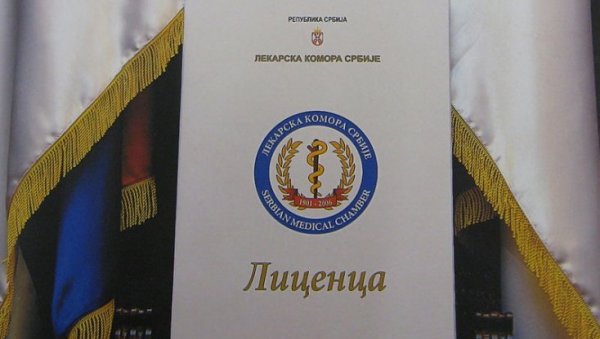 РЕПУБЛИКА СРБИЈА
ЛЕКАРСКА КОМОРА СРБИЈЕ
ЛЕКАРСКА КОМОРА СРБИЈЕ
1901 - 2006
SERBIAN MEDICAL CHAMBER
Лиценца